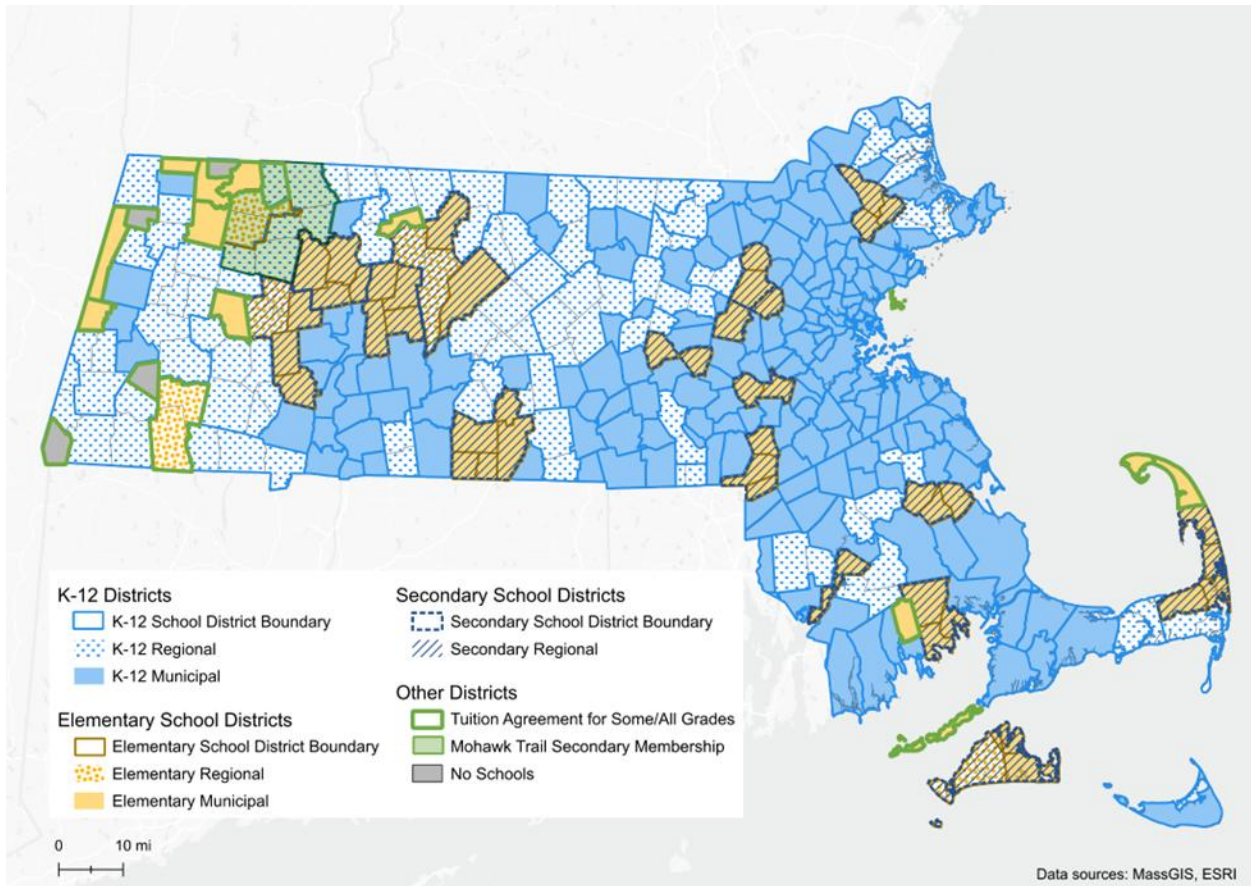 K-12 Districts
K-12 School District Boundary
K-12 Regional
K-12 Municipal
Elementary School Districts
Elementary School District Boundary
Elementary Regional
Elementary Municipal
Secondary School Districts
Secondary School District Boundary
Secondary Regional
Other Districts
Tuition Agreement for Some/All Grades
Mohawk Trail Secondary Membership
No Schools
0 10 mi
Data sources: MassGIS, ESRI